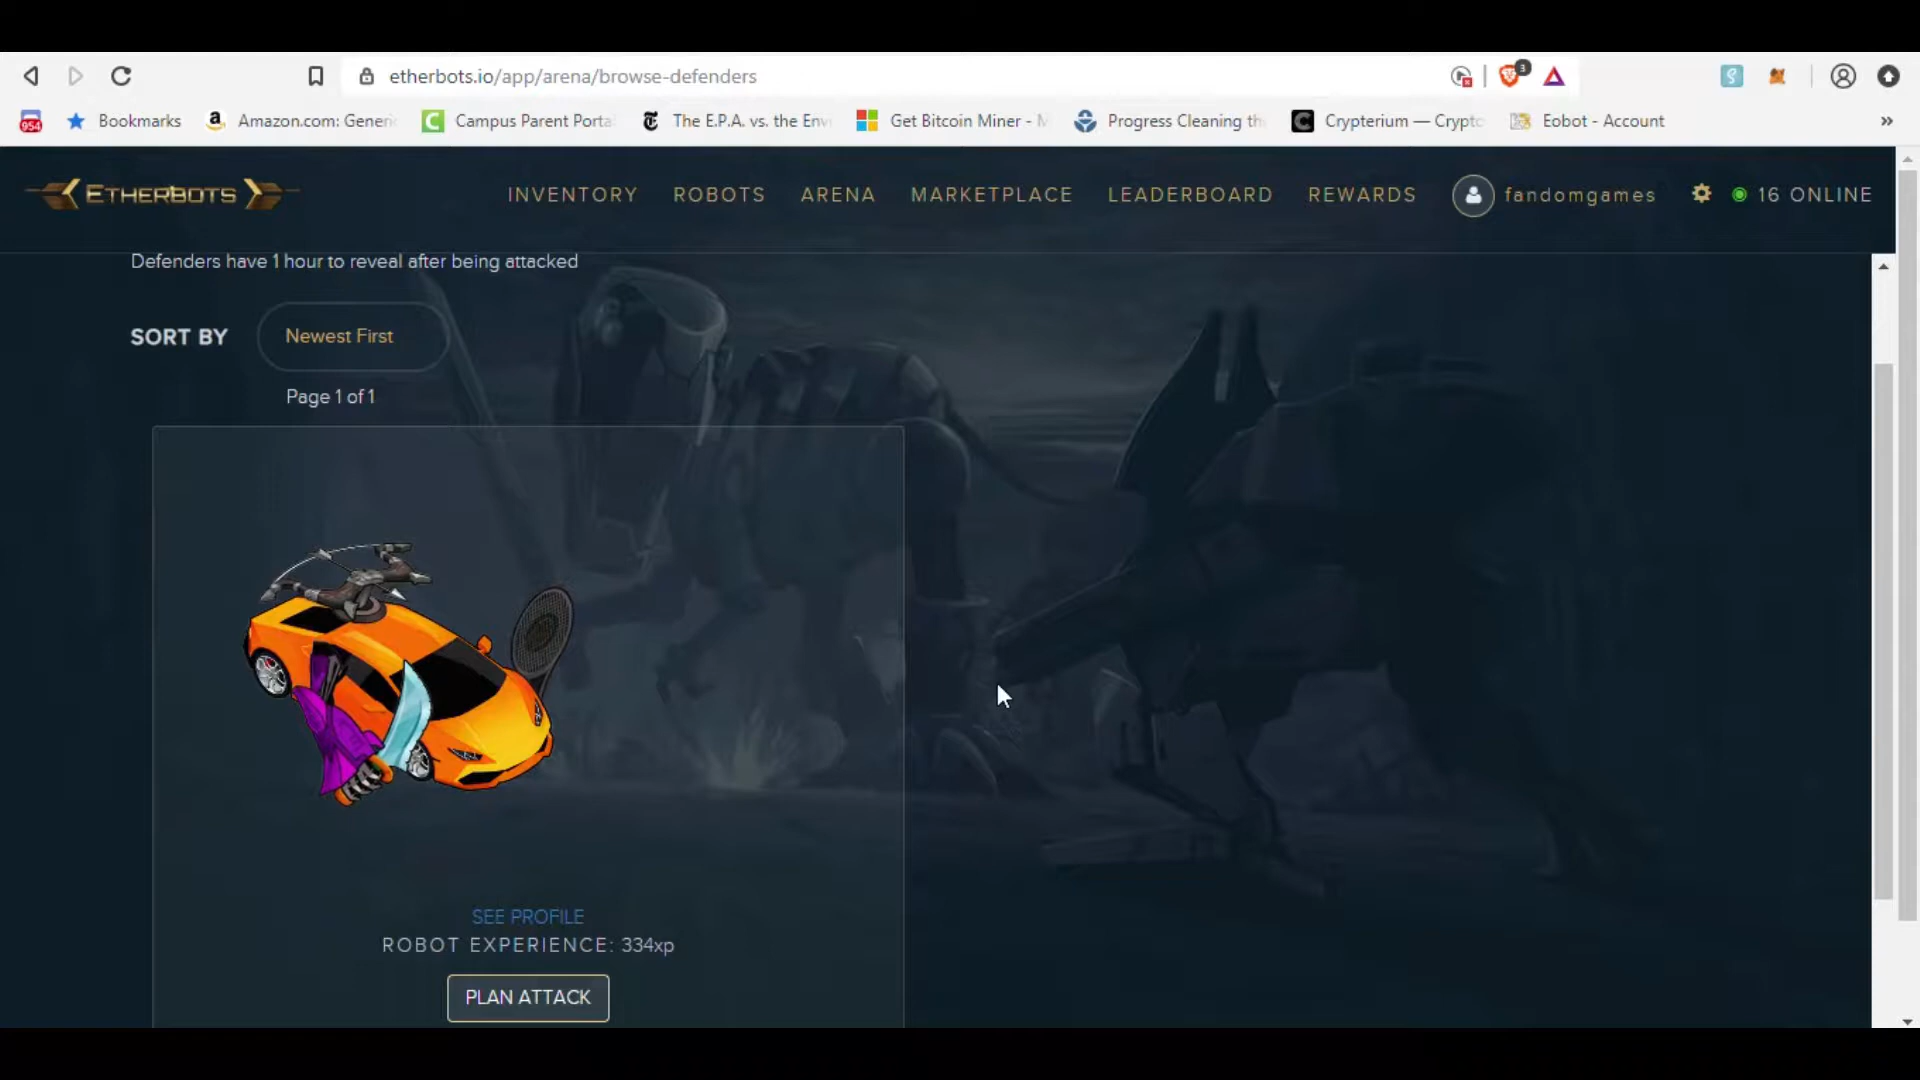 etherbots.io/app/arena/browse-defenders
3
954
Bookmarks
Amazon.com: Generi
Campus Parent Porta
The E.P.A. vs. the Env
Get Bitcoin Miner - M
Progress Cleaning th
Crypterium — Crypto
Eobot - Account
»
ETHERBOTS
INVENTORY
ROBOTS
ARENA
MARKETPLACE
LEADERBOARD
REWARDS
fandomgames
16 ONLINE
Defenders have 1 hour to reveal after being attacked
SORT BY
Newest First
Page 1 of 1
SEE PROFILE
ROBOT EXPERIENCE: 334xp
PLAN ATTACK